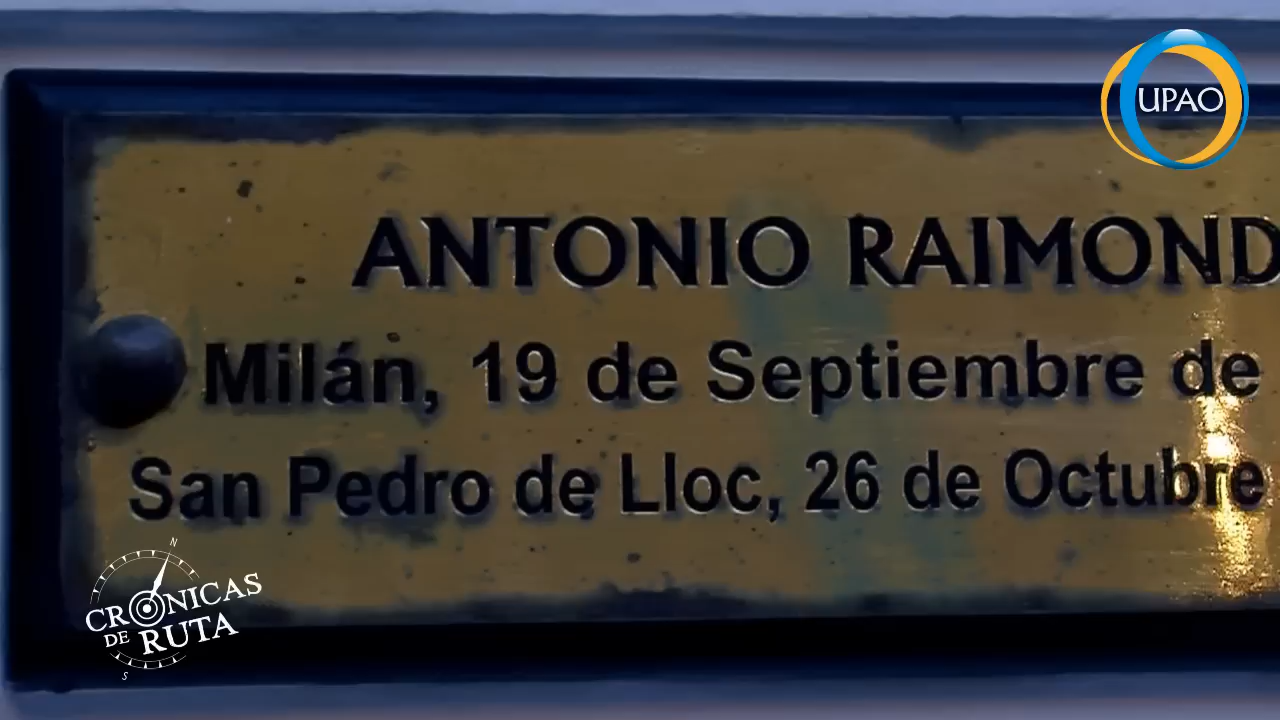 UPAO
ANTONIO RAIMOND
Milán, 19 de Septiembre de
San Pedro de Lloc, 26 de Octubre
N
CRÓNICAS
DE RUTA
S